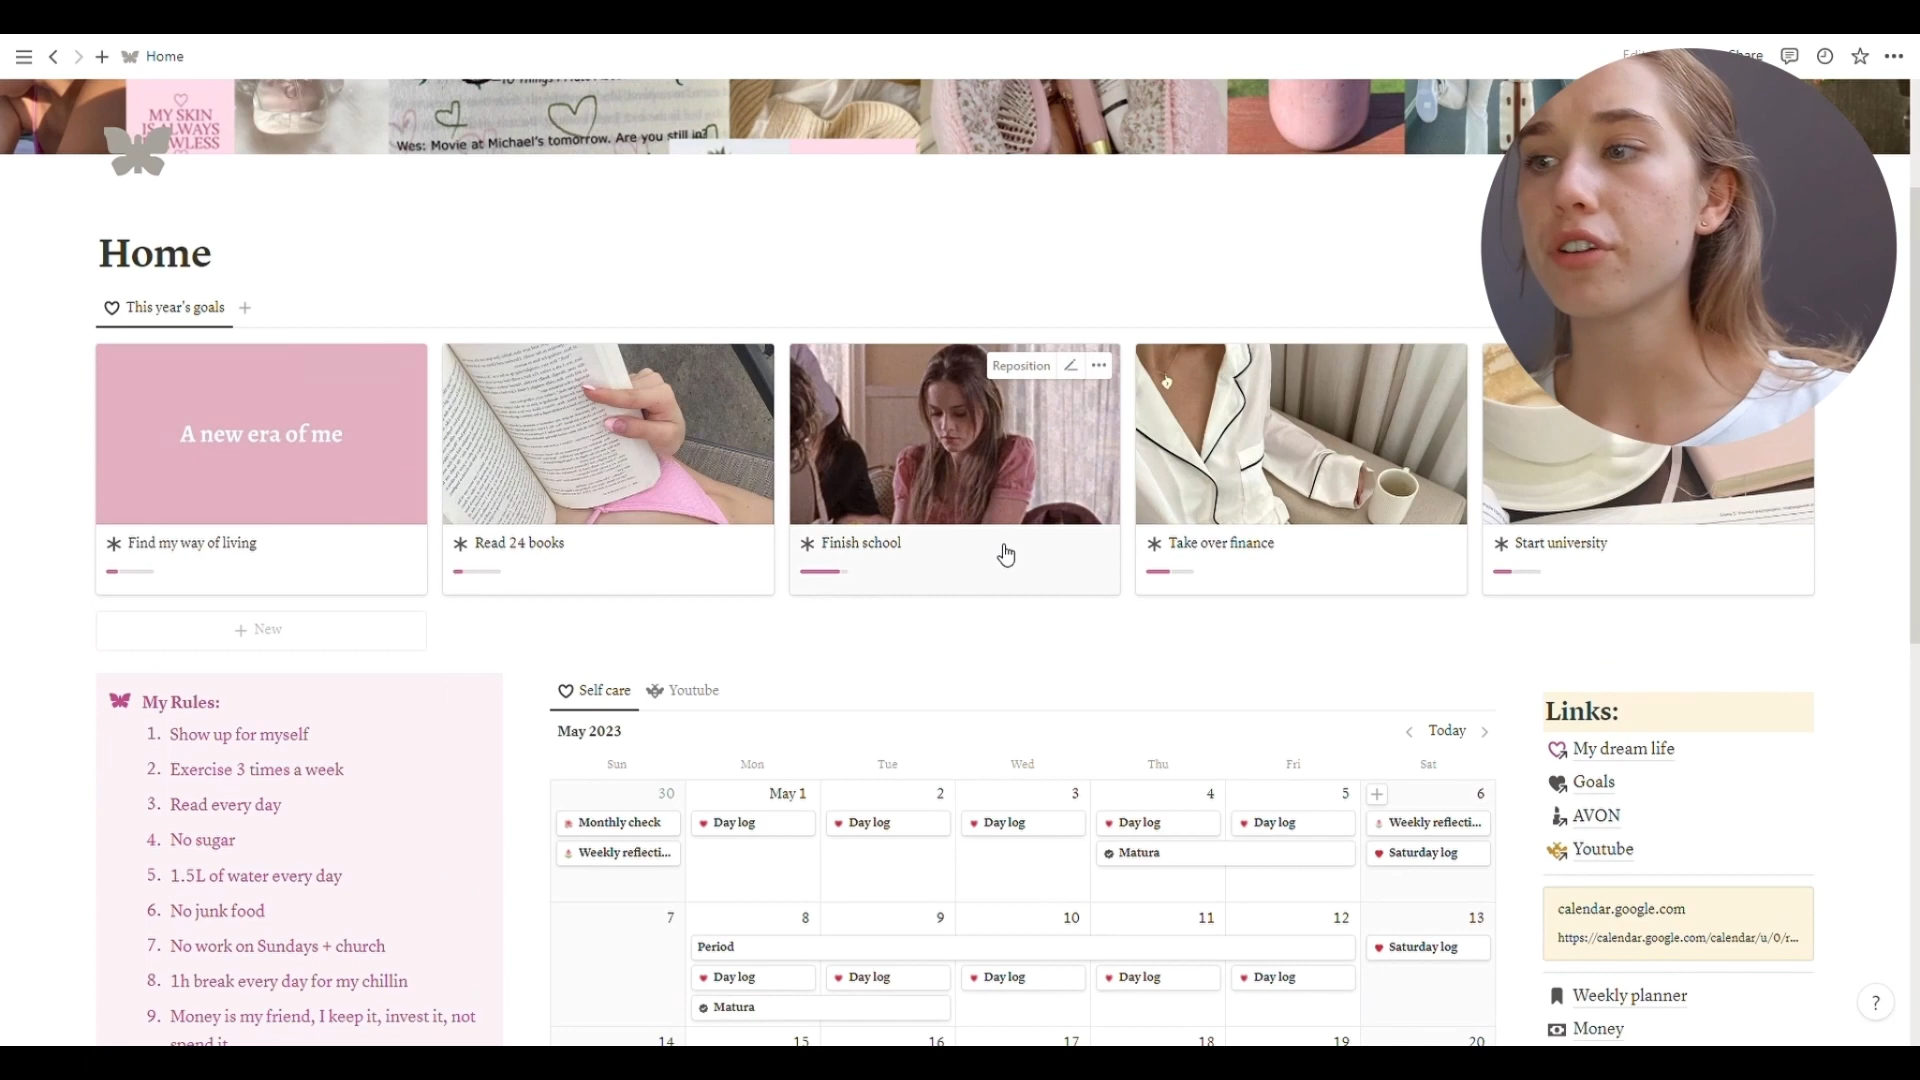 Home
Share
MY SKIN
IS ALWAYS
Wes: Movie at Michael's tomorrow. Are you still in?
Home
This year's goals
Reposition
A new era of me
Find my way of living
Read 24 books
Finish school
Take over finance
Start university
New
My Rules:
1. Show up for myself
2. Exercise 3 times a week
3. Read every day
4. No sugar
5. 1.5L of water every day
6. No junk food
7. No work on Sundays + church
8. 1h break every day for my chillin
9. Money is my friend, I keep it, invest it, not
spend it
Self care Youtube
May 2023
Today
Sun Mon Tue Wed Thu Fri Sat
30 May 1 2 3 4 5 6
Monthly check Day log Day log Day log Day log Day log Weekly reflecti...
Weekly reflecti... Matura Saturday log
7 8 9 10 11 12 13
Period Saturday log
Day log Day log Day log Day log Day log
Matura
14 15 16 17 18 19 20
Links:
My dream life
Goals
AVON
Youtube
calendar.google.com
https://calendar.google.com/calendar/u/0/r...
Weekly planner
Money
?